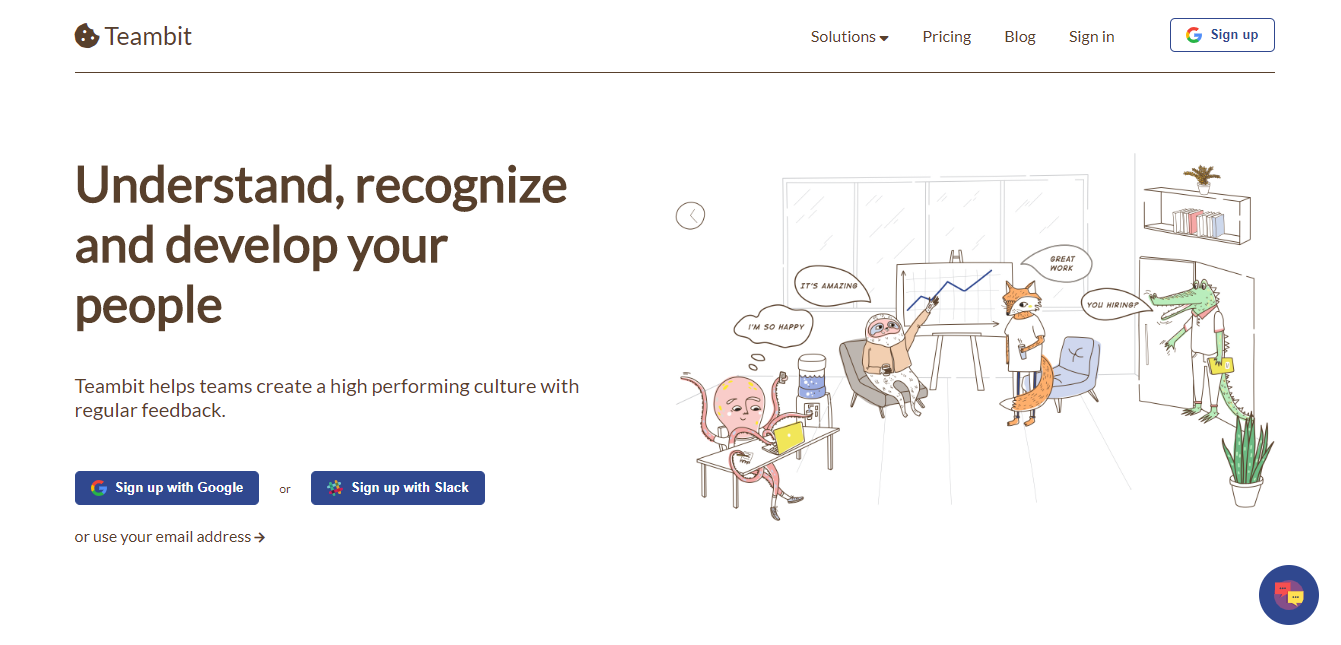 Teambit
Solutions
Pricing
Blog
Sign in
Sign up
Understand, recognize
and develop your
people
Teambit helps teams create a high performing culture with
regular feedback.
Sign up with Google
or
Sign up with Slack
or use your email address
IT'S AMAZING
GREAT
WORK
YOU HIRING?
I'M SO HAPPY